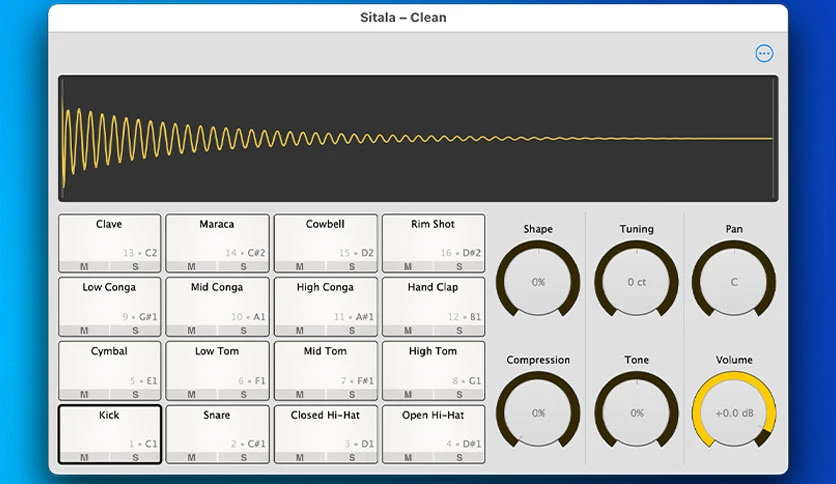 Sitala – Clean
Clave
Maraca
Cowbell
Rim Shot
13 • C2
14 • C#2
15 • D2
16 • D#2
M S
M S
M S
M S
Low Conga
Mid Conga
High Conga
Hand Clap
9 • G#1
10 • A1
11 • A#1
12 • B1
M S
M S
M S
M S
Cymbal
Low Tom
Mid Tom
High Tom
5 • E1
6 • F1
7 • F#1
8 • G1
M S
M S
M S
M S
Kick
Snare
Closed Hi-Hat
Open Hi-Hat
1 • C1
2 • C#1
3 • D1
4 • D#1
M S
M S
M S
M S
Shape
Tuning
Pan
0%
0 ct
C
Compression
Tone
Volume
0%
0%
+0.0 dB